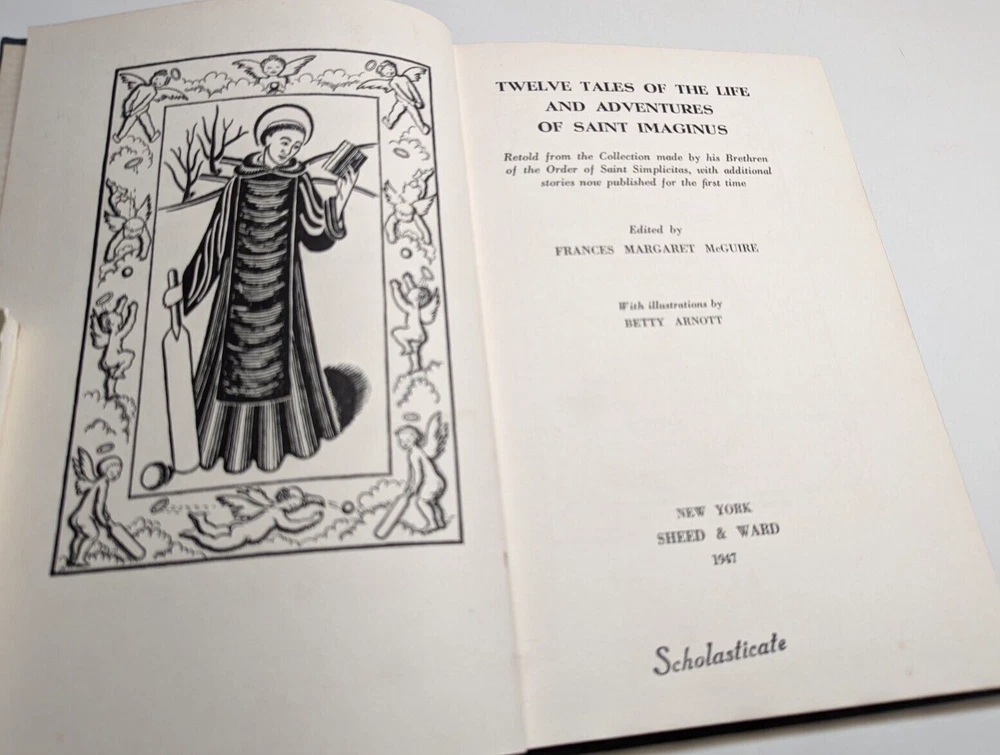 TWELVE TALES OF THE LIFE
AND ADVENTURES
OF SAINT IMAGINUS
Retold from the Collection made by his Brethren
of the Order of Saint Simplicitas, with additional
stories now published for the first time
Edited by
FRANCES MARGARET McGUIRE
With illustrations by
BETTY ARNOTT
NEW YORK
SHEED & WARD
1947
Scholasticate